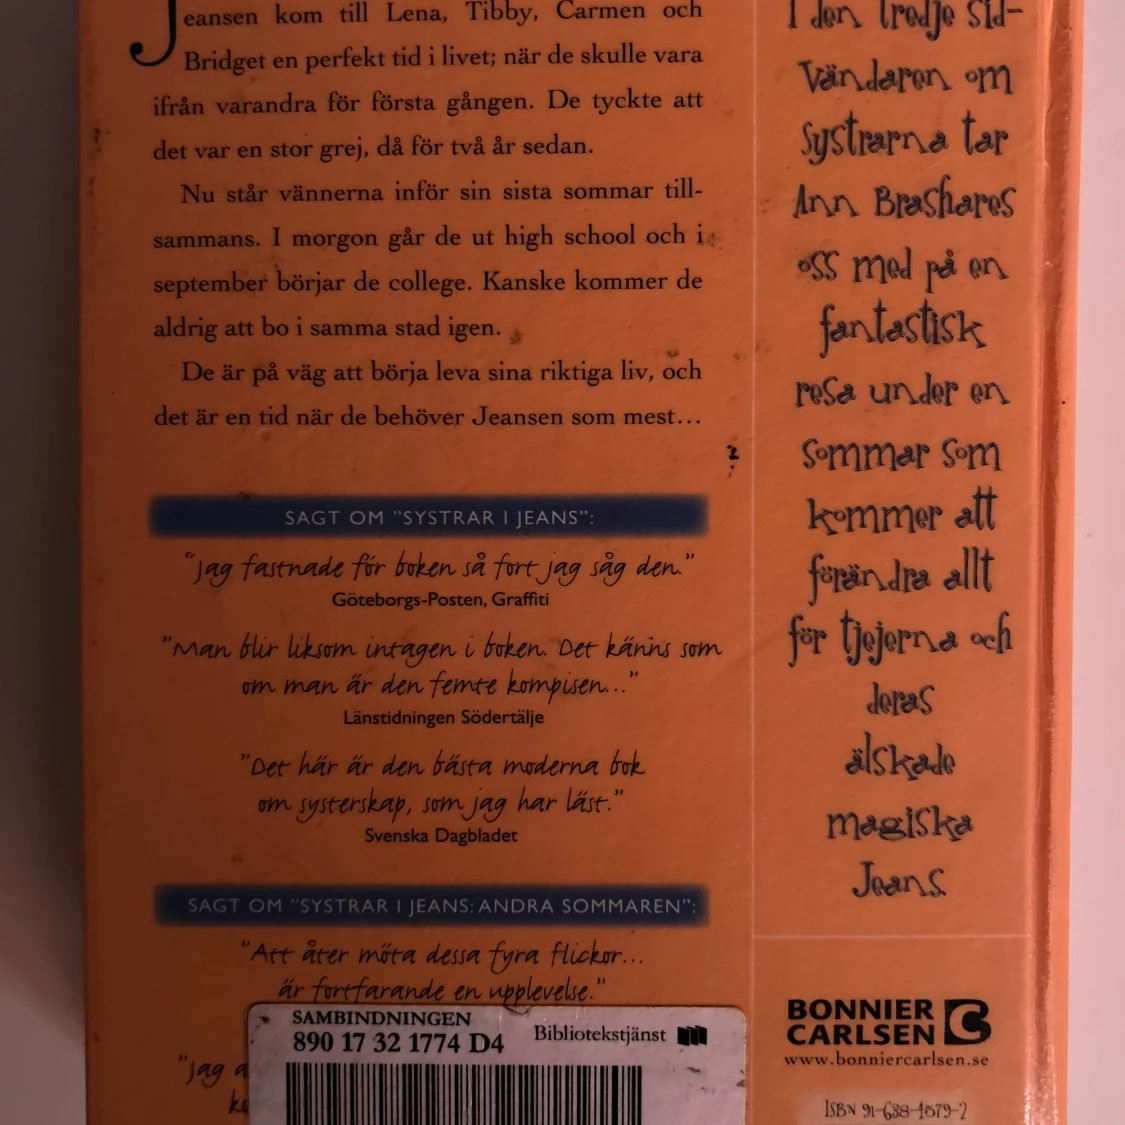 Jeansen kom till Lena, Tibby, Carmen och
Bridget en perfekt tid i livet; när de skulle vara
ifrån varandra för första gången. De tyckte att
det var en stor grej, då för två år sedan.
Nu står vännerna inför sin sista sommar till-
sammans. I morgon går de ut high school och i
september börjar de college. Kanske kommer de
aldrig att bo i samma stad igen.
De är på väg att börja leva sina riktiga liv, och
det är en tid när de behöver Jeansen som mest...
SAGT OM "SYSTRAR I JEANS":
"Jag fastnade för boken så fort jag såg den."
Göteborgs-Posten, Graffiti
"Man blir liksom intagen i boken. Det känns som
om man är den femte kompisen..."
Länstidningen Södertälje
"Det här är den bästa moderna bok
om systerskap, som jag har läst."
Svenska Dagbladet
SAGT OM "SYSTRAR I JEANS: ANDRA SOMMAREN":
"Att åter möta dessa fyra flickor...
är fortfarande en upplevelse."
"Jag
SAMBINDNINGEN
890 17 32 1774 D4
Bibliotekstjänst
I den tredje sid-
vändaren om
systrarna tar
Ann Brashares
oss med på en
fantastisk
resa under en
sommar som
kommer att
förändra allt
för tjejerna och
deras
älskade
magiska
Jeans.
BONNIER
CARLSEN
www.bonniercarlsen.se
ISBN 91-638-4579-2